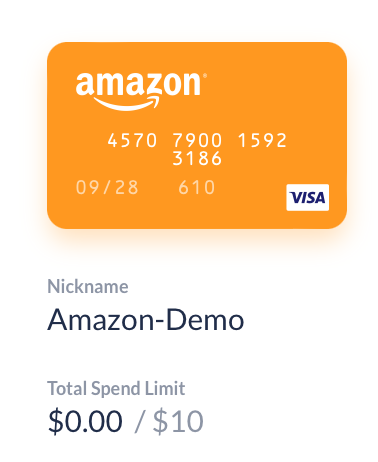 amazon
4570 7900 1592
3186
09/28 610
VISA
Nickname
Amazon-Demo
Total Spend Limit
$0.00 / $10